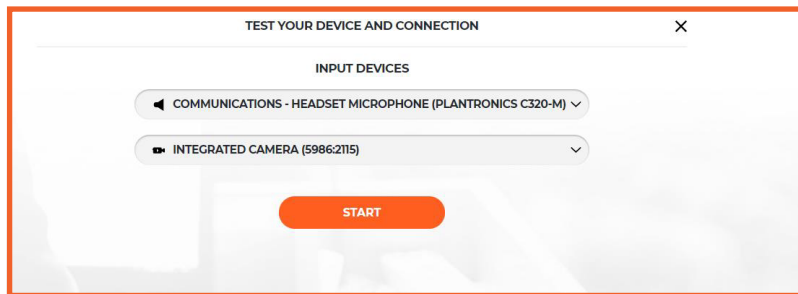 TEST YOUR DEVICE AND CONNECTION
INPUT DEVICES
COMMUNICATIONS - HEADSET MICROPHONE (PLANTRONICS C320-M)
INTEGRATED CAMERA (5986:2115)
START